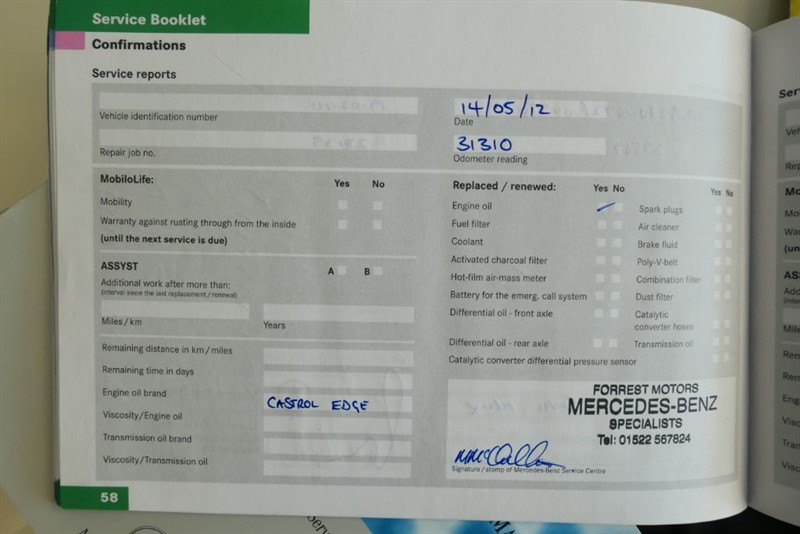 Service Booklet
Confirmations
Service reports
Vehicle identification number
Repair job no.
14/05/12
Date
31310
Odometer reading
MobiloLife:
Yes No
Mobility
Warranty against rusting through from the inside
(until the next service is due)
ASSYST
A B
Additional work after more than:
(interval since the last replacement/renewal)
Miles/km
Years
Remaining distance in km/miles
Remaining time in days
Engine oil brand
CASTROL EDGE
Viscosity/Engine oil
Transmission oil brand
Viscosity/Transmission oil
Replaced / renewed:
Yes No
Yes No
Engine oil
Spark plugs
Fuel filter
Air cleaner
Coolant
Brake fluid
Activated charcoal filter
Poly-V-belt
Hot-film air-mass meter
Combination filter
Battery for the emerg. call system
Dust filter
Differential oil - front axle
Catalytic
converter hoses
Differential oil - rear axle
Transmission oil
Catalytic converter differential pressure sensor
FORREST MOTORS
MERCEDES-BENZ
SPECIALISTS
Tel: 01522 567824
Signature/stamp of Mercedes-Benz Service Centre
58